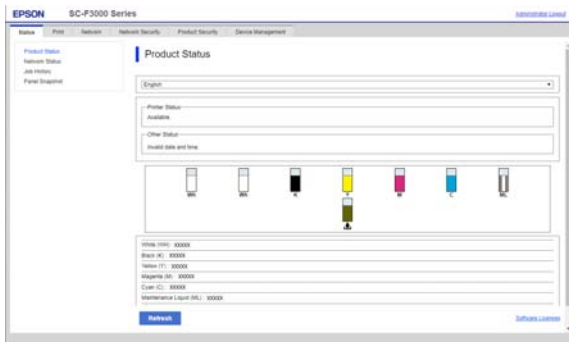 EPSON SC-F3000 Series
Administrator Logout
Status Print Network Network Security Product Security Device Management
Product Status
Network Status
Job History
Panel Snapshot
Product Status
English
Printer Status
Available
Other Status
Invalid date and time
WH WH K Y M C ML
White (WH) : XXXXX
Black (K) : XXXXX
Yellow (Y) : XXXXX
Magenta (M) : XXXXX
Cyan (C) : XXXXX
Maintenance Liquid (ML) : XXXXX
Refresh
Software Licenses